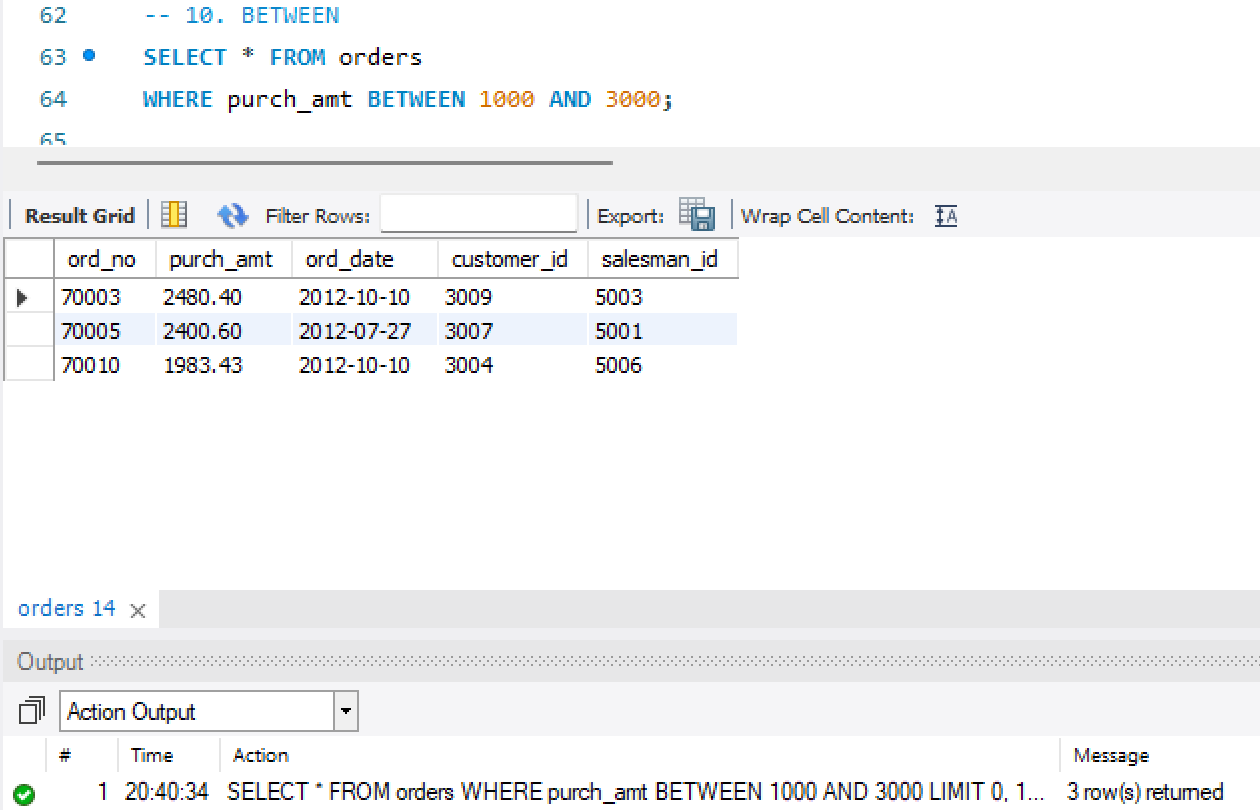 62 -- 10. BETWEEN
63 SELECT * FROM orders
64 WHERE purch_amt BETWEEN 1000 AND 3000;
65
Result Grid Filter Rows: Export: Wrap Cell Content:
ord_no purch_amt ord_date customer_id salesman_id
70003 2480.40 2012-10-10 3009 5003
70005 2400.60 2012-07-27 3007 5001
70010 1983.43 2012-10-10 3004 5006
orders 14
Output
Action Output
# Time Action Message
1 20:40:34 SELECT * FROM orders WHERE purch_amt BETWEEN 1000 AND 3000 LIMIT 0, 1... 3 row(s) returned